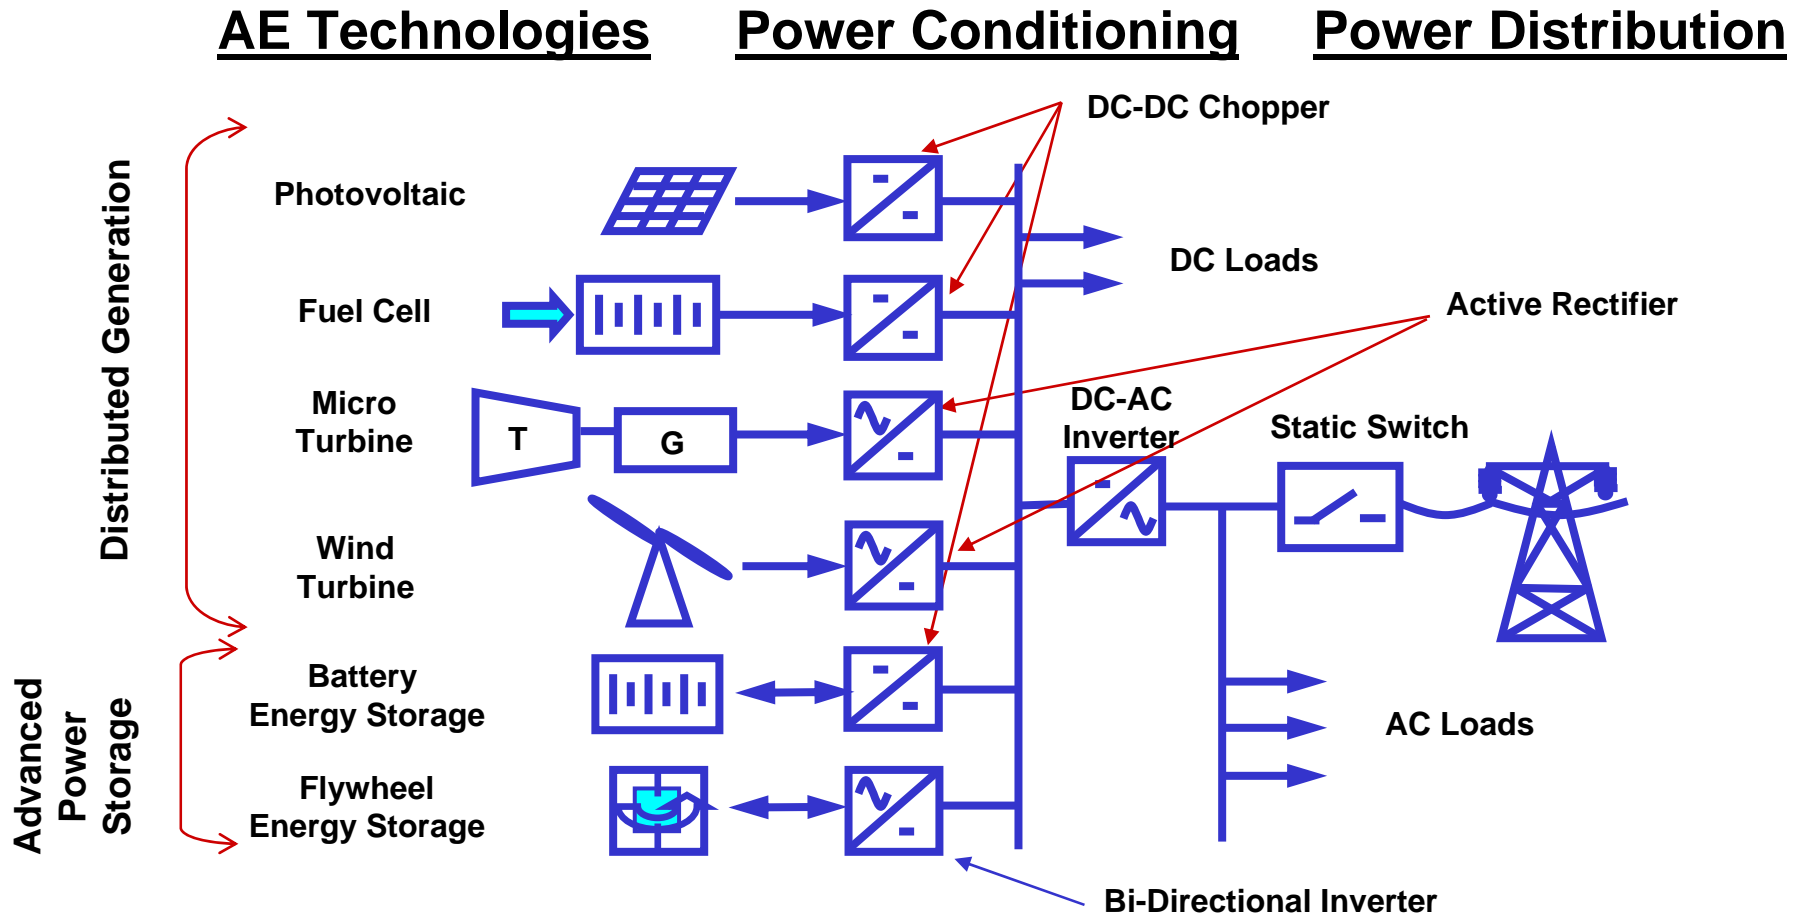 AE Technologies
Power Conditioning
Power Distribution
DC-DC Chopper
Distributed Generation
Photovoltaic
DC Loads
Fuel Cell
Active Rectifier
Micro
Turbine
T
G
DC-AC
Inverter
Static Switch
Wind
Turbine
Advanced
Power
Storage
Battery
Energy Storage
AC Loads
Flywheel
Energy Storage
Bi-Directional Inverter